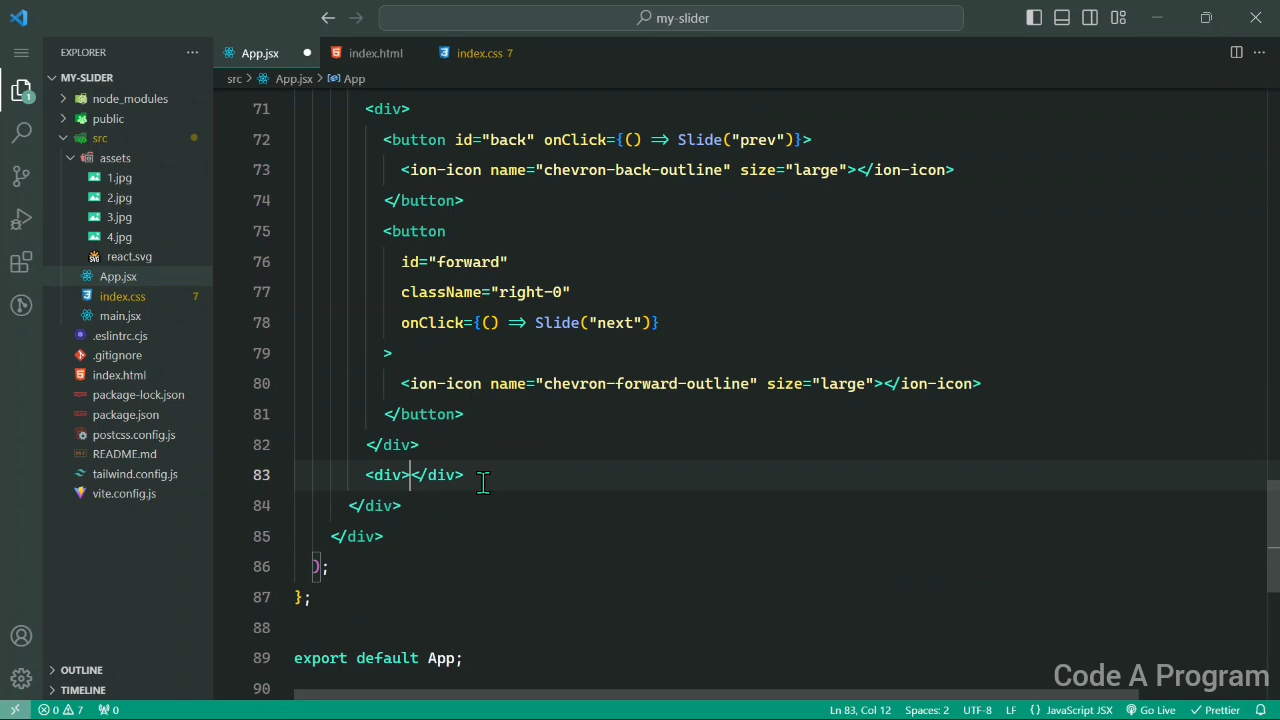 my-slider
EXPLORER
MY-SLIDER
node_modules
public
src
assets
1.jpg
2.jpg
3.jpg
4.jpg
react.svg
App.jsx
index.css 7
main.jsx
.eslintrc.cjs
.gitignore
index.html
package-lock.json
package.json
postcss.config.js
README.md
tailwind.config.js
vite.config.js
OUTLINE
TIMELINE
1
App.jsx
index.html
index.css 7
src > App.jsx > App
71 <div>
72 <button id="back" onClick={() => Slide("prev")}>
73 <ion-icon name="chevron-back-outline" size="large"></ion-icon>
74 </button>
75 <button
76 id="forward"
77 className="right-0"
78 onClick={() => Slide("next")}
79 >
80 <ion-icon name="chevron-forward-outline" size="large"></ion-icon>
81 </button>
82 </div>
83 <div></div>
84 </div>
85 </div>
86 );
87 };
88
89 export default App;
90
Code A Program
0 7 0 Ln 83, Col 12 Spaces: 2 UTF-8 LF {} JavaScript JSX Go Live Prettier